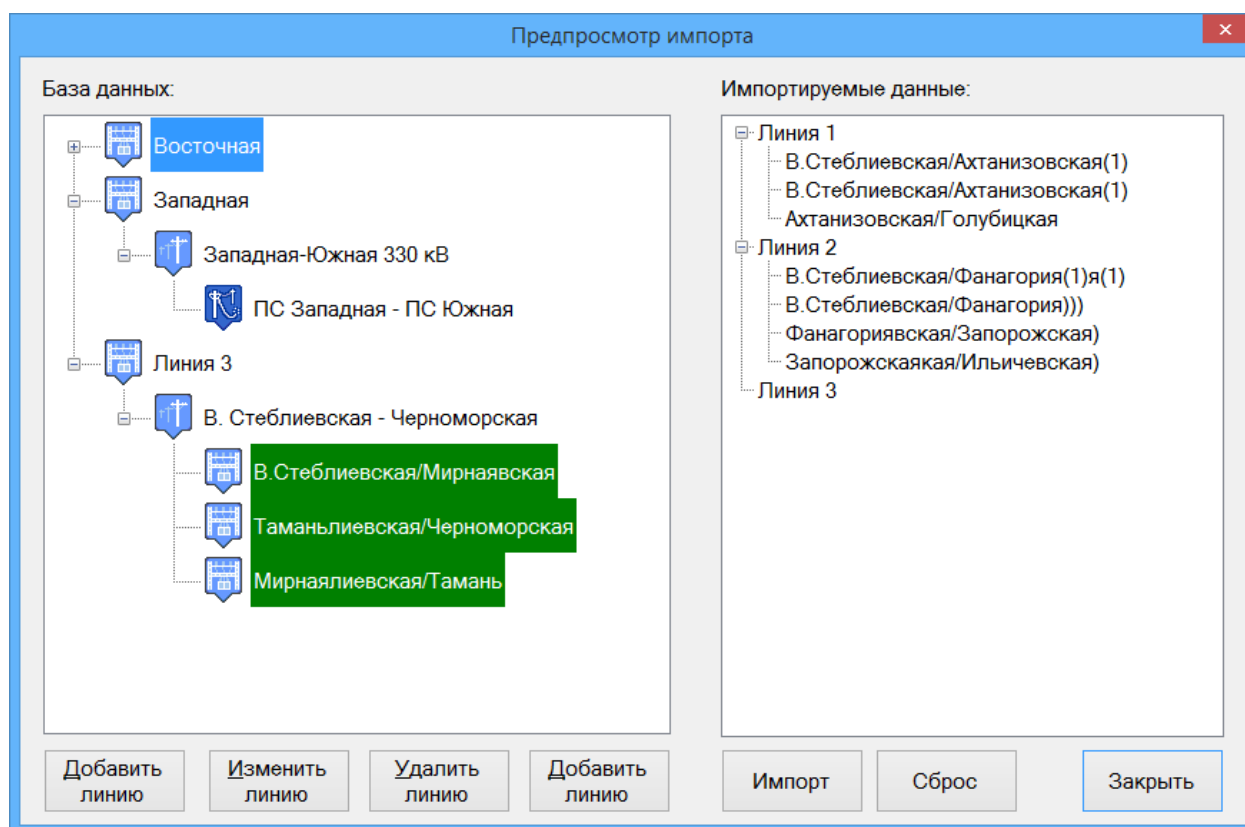 Предпросмотр импорта
База данных:
Восточная
Западная
Западная-Южная 330 кВ
ПС Западная - ПС Южная
Линия 3
В. Стеблиевская - Черноморская
В.Стеблиевская/Мирнаявская
Таманьлиевская/Черноморская
Мирнаялиевская/Тамань
Добавить
линию
Изменить
линию
Удалить
линию
Добавить
линию
Импортируемые данные:
Линия 1
В.Стеблиевская/Ахтанизовская(1)
В.Стеблиевская/Ахтанизовская(1)
Ахтанизовская/Голубицкая
Линия 2
В.Стеблиевская/Фанагория(1)я(1)
В.Стеблиевская/Фанагория)))
Фанагориявская/Запорожская)
Запорожскаякая/Ильичевская)
Линия 3
Импорт
Сброс
Закрыть